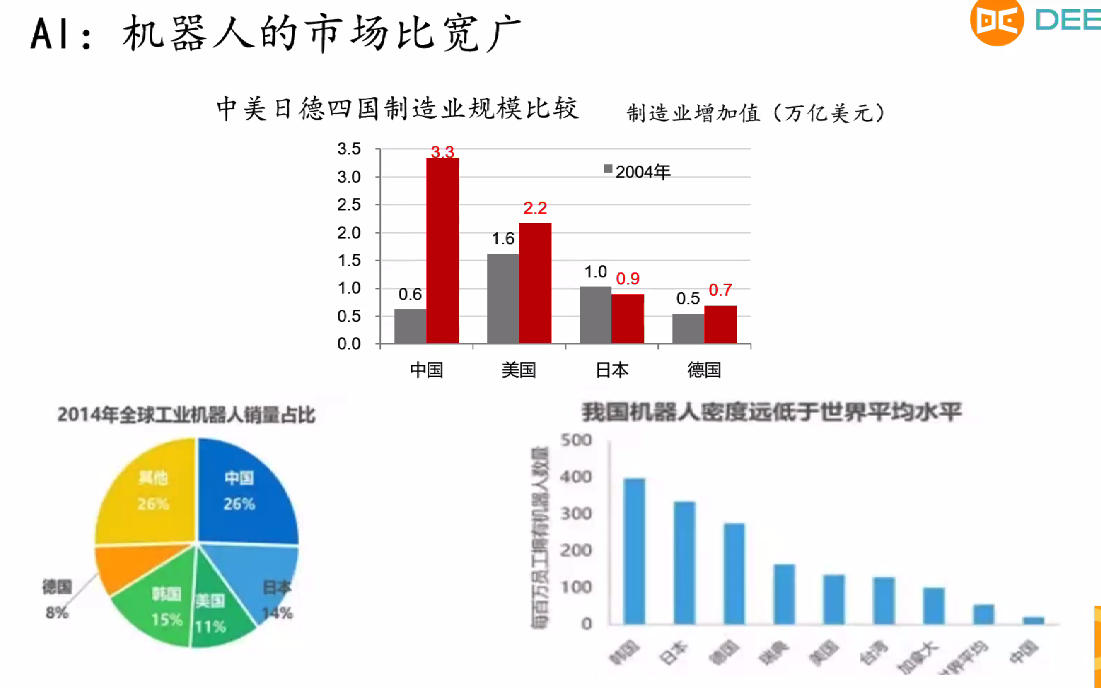 AI：机器人的市场比宽广
DEE
中美日德四国制造业规模比较
制造业增加值（万亿美元）
3.5
3.0
2.5
2.0
1.5
1.0
0.5
0.0
2004年
0.6
3.3
1.6
2.2
1.0
0.9
0.5
0.7
中国
美国
日本
德国
2014年全球工业机器人销量占比
其他
26%
中国
26%
德国
8%
韩国
15%
美国
11%
日本
14%
我国机器人密度远低于世界平均水平
每百万员工拥有机器人数量
500
400
300
200
100
0
韩国
日本
德国
瑞典
美国
台湾
加拿大
世界平均
中国